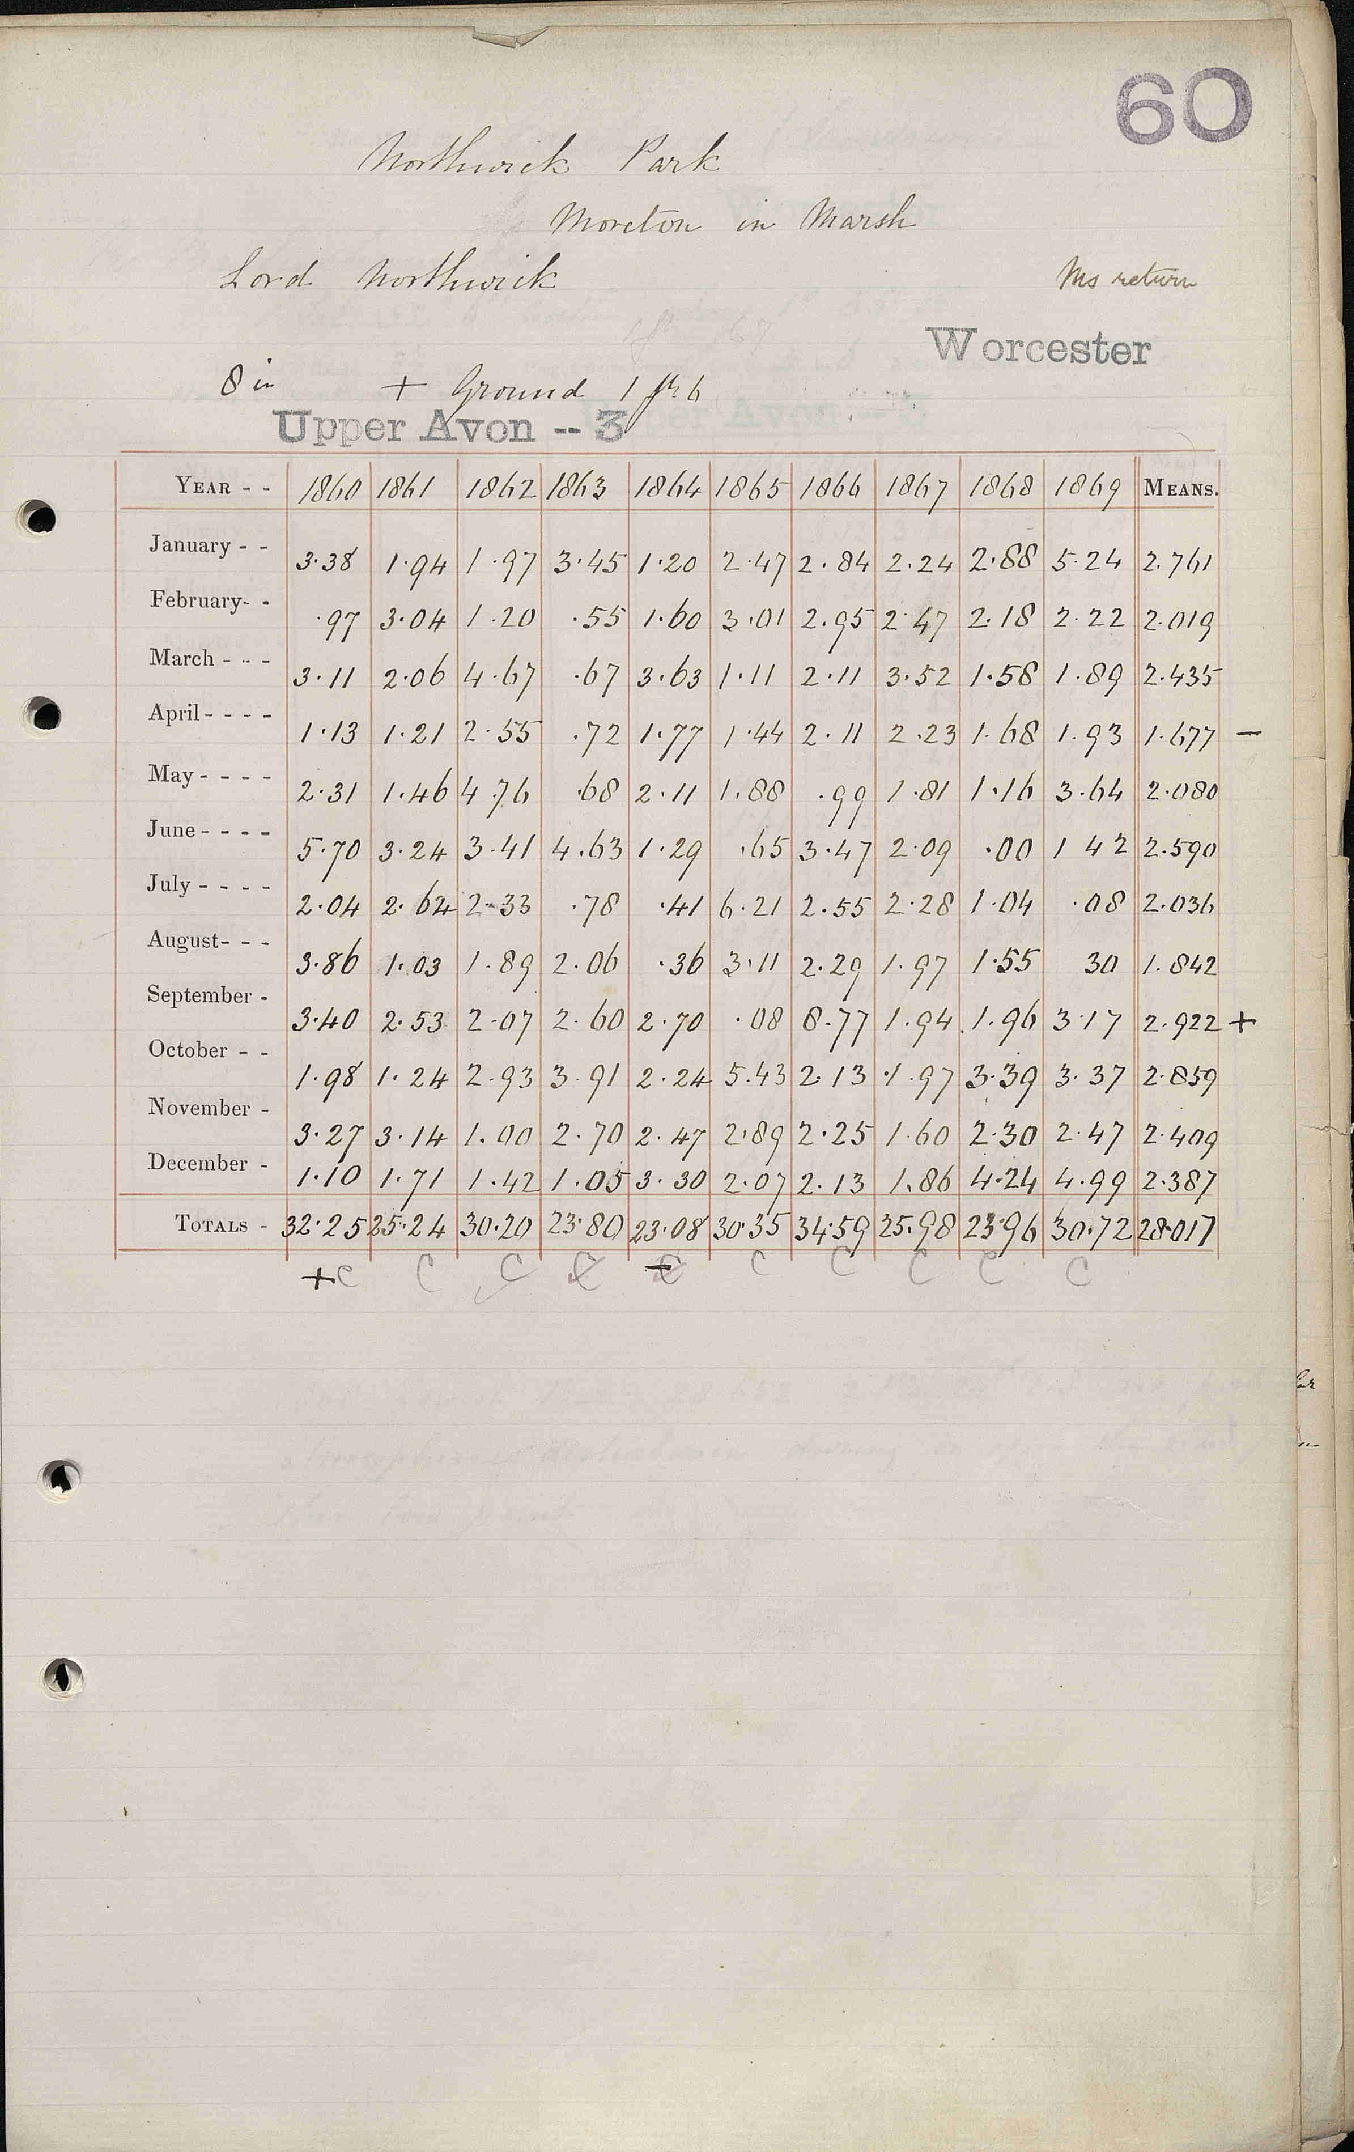 60
Northwick Park
Moreton in Marsh
Lord Northwick
Ms return
Worcester
8 in + Ground 1 ft 6
Upper Avon -- 3
YEAR - - 1860 1861 1862 1863 1864 1865 1866 1867 1868 1869 MEANS.
January - - 3.38 1.94 1.97 3.45 1.20 2.47 2.84 2.24 2.88 5.24 2.761
February- - .97 3.04 1.20 .55 1.60 3.01 2.95 2.47 2.18 2.22 2.019
March - - - 3.11 2.06 4.67 .67 3.63 1.11 2.11 3.52 1.58 1.89 2.435
April - - - - 1.13 1.21 2.55 .72 1.77 1.44 2.11 2.23 1.68 1.93 1.677 —
May - - - - 2.31 1.46 4.76 .68 2.11 1.88 .99 1.81 1.16 3.64 2.080
June - - - - 5.70 3.24 3.41 4.63 1.29 .65 3.47 2.09 .00 1 42 2.590
July - - - - 2.04 2.64 2.33 .78 .41 6.21 2.55 2.28 1.04 .08 2.036
August- - - 3.86 1.03 1.89 2.06 .36 3.11 2.29 1.97 1.55 30 1.842
September - 3.40 2.53 2.07 2.60 2.70 .08 8.77 1.94 1.96 3.17 2.922 +
October - - 1.98 1.24 2.93 3.91 2.24 5.43 2.13 .1.97 3.39 3.37 2.859
November - 3.27 3.14 1.00 2.70 2.47 2.89 2.25 1.60 2.30 2.47 2.409
December - 1.10 1.71 1.42 1.05 3.30 2.07 2.13 1.86 4.24 4.99 2.387
TOTALS - 32.25 25.24 30.20 23.80 23.08 30.35 34.59 25.98 23.96 30.72 28.017
+ C C C C — C C C C C C